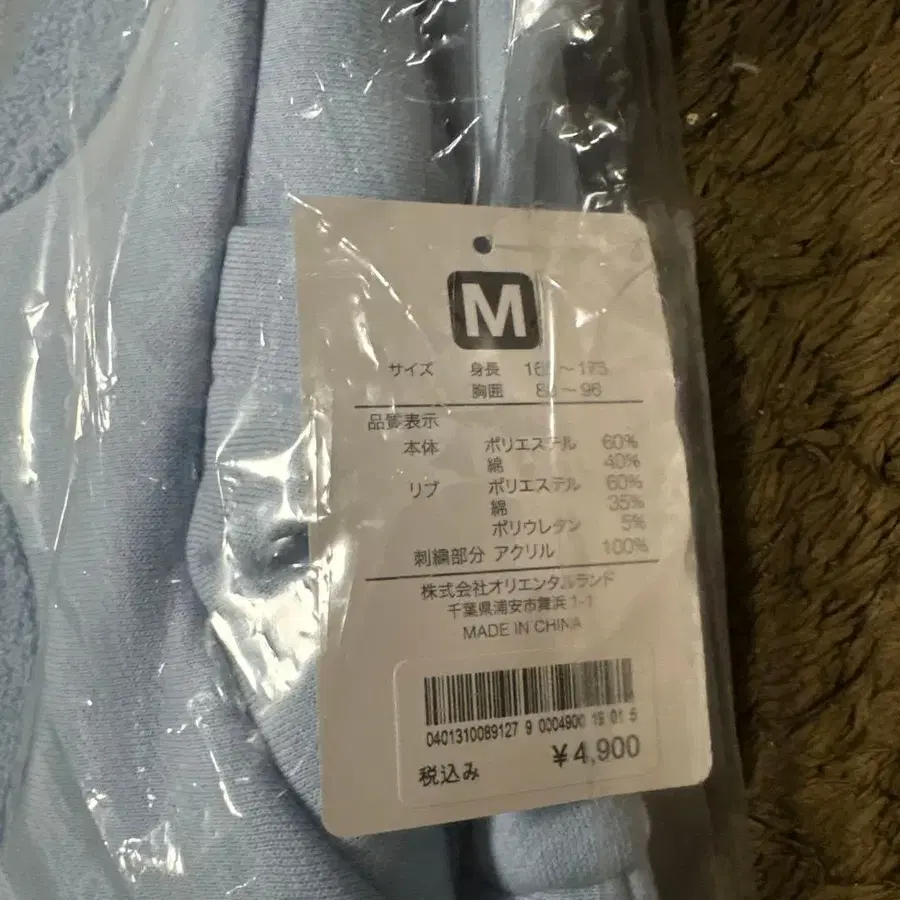 M
サイズ 身長 ～175
胸囲 ～96
品質表示
本体 ポリエステル 60%
綿 40%
リブ ポリエステル 60%
綿 35%
ポリウレタン 5%
刺繍部分 アクリル 100%
株式会社オリエンタルランド
千葉県浦安市舞浜1-1
MADE IN CHINA
0401310089127 9 0004900 19 01 5
税込み ¥4,900